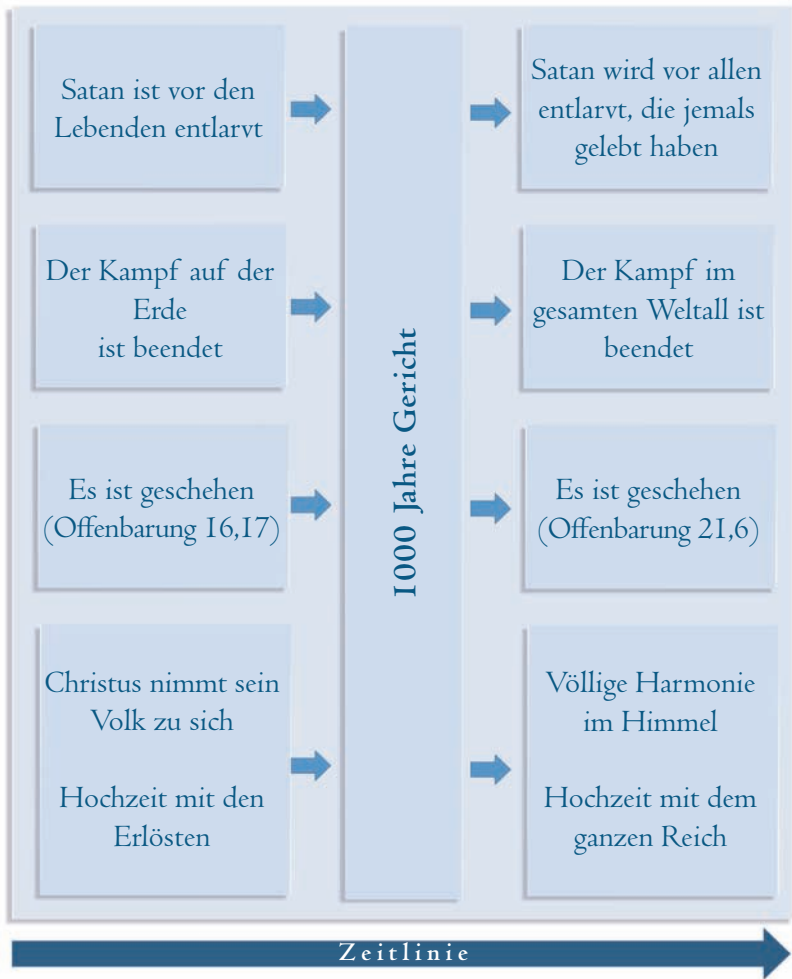 Satan ist vor den
Lebenden entlarvt
Satan wird vor allen
entlarvt, die jemals
gelebt haben
Der Kampf auf der
Erde
ist beendet
Der Kampf im
gesamten Weltall ist
beendet
1000 Jahre Gericht
Es ist geschehen
(Offenbarung 16,17)
Es ist geschehen
(Offenbarung 21,6)
Christus nimmt sein
Volk zu sich
Hochzeit mit den
Erlösten
Völlige Harmonie
im Himmel
Hochzeit mit dem
ganzen Reich
Zeitlinie